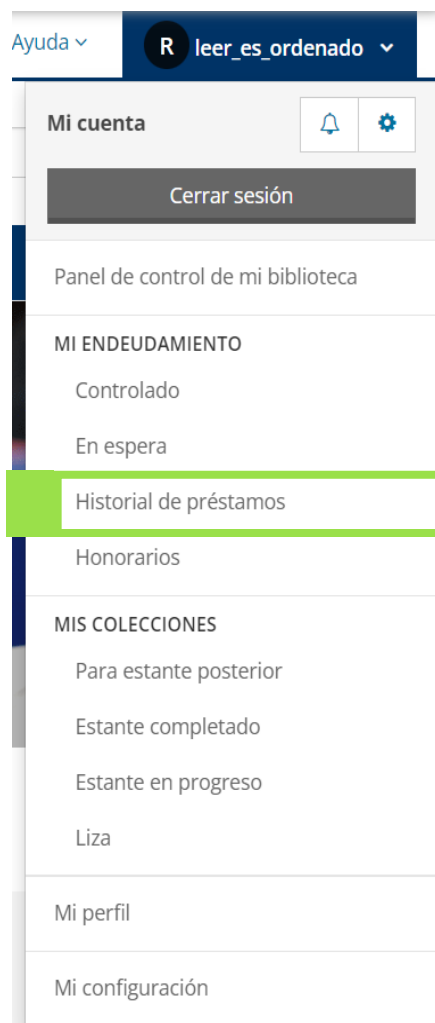 Ayuda
R leer_es_ordenado
Mi cuenta
Cerrar sesión
Panel de control de mi biblioteca
MI ENDEUDAMIENTO
Controlado
En espera
Historial de préstamos
Honorarios
MIS COLECCIONES
Para estante posterior
Estante completado
Estante en progreso
Liza
Mi perfil
Mi configuración